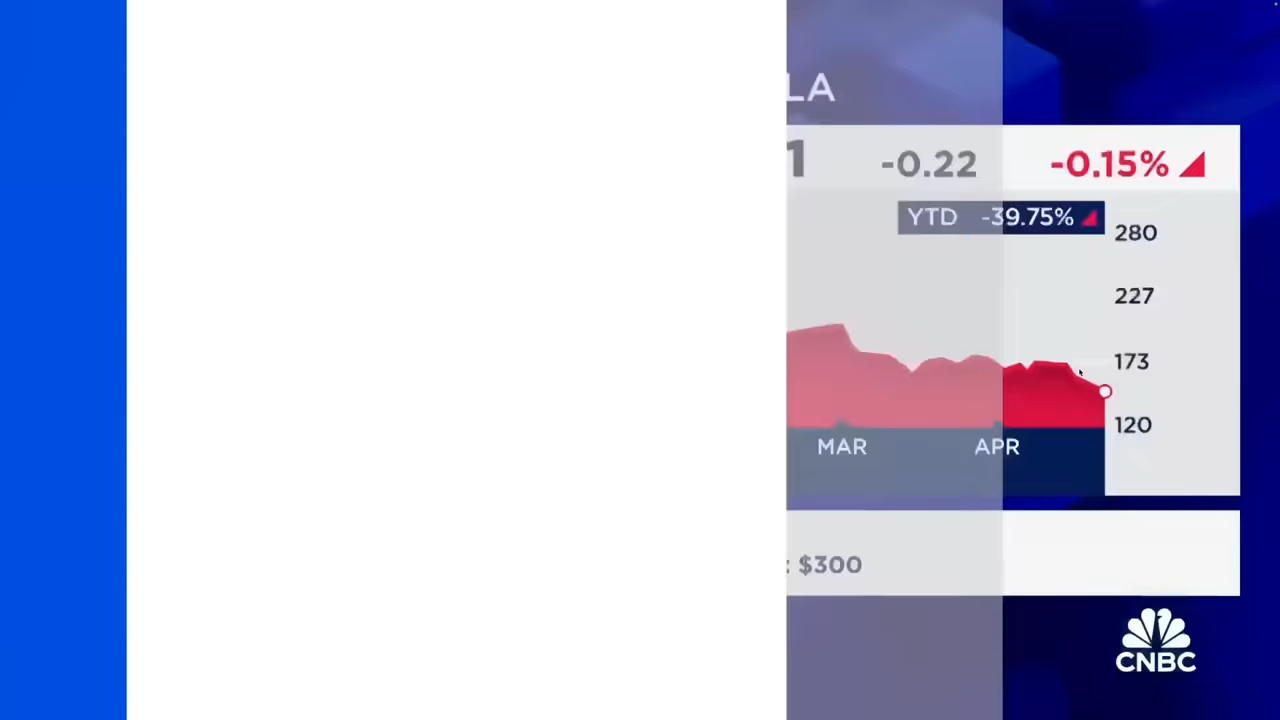 LA
1 -0.22 -0.15%
YTD -39.75%
280
227
173
120
MAR APR
: $300
CNBC